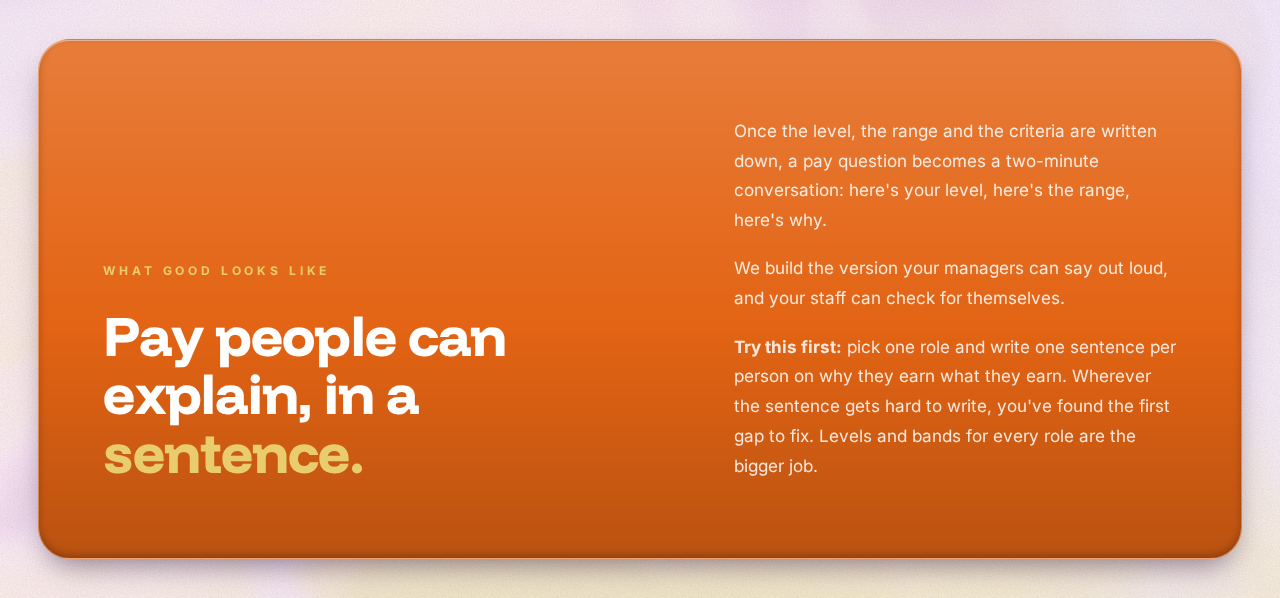 WHAT GOOD LOOKS LIKE
Pay people can
explain, in a
sentence.
Once the level, the range and the criteria are written
down, a pay question becomes a two-minute
conversation: here's your level, here's the range,
here's why.
We build the version your managers can say out loud,
and your staff can check for themselves.
Try this first: pick one role and write one sentence per
person on why they earn what they earn. Wherever
the sentence gets hard to write, you've found the first
gap to fix. Levels and bands for every role are the
bigger job.